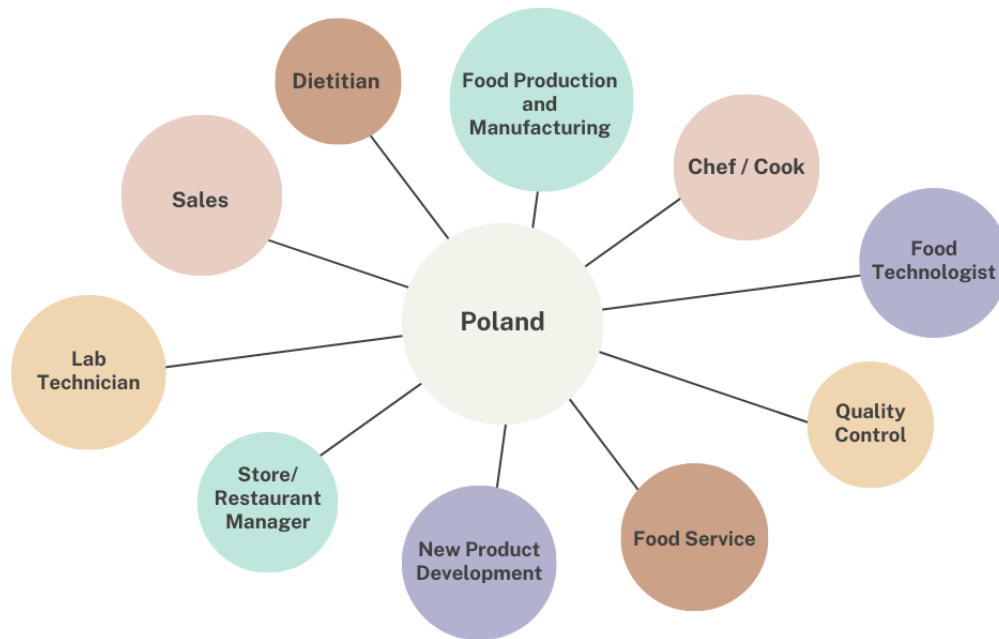 Dietitian
Food Production
and
Manufacturing
Chef / Cook
Sales
Food
Technologist
Poland
Lab
Technician
Quality
Control
Store/
Restaurant
Manager
New Product
Development
Food Service